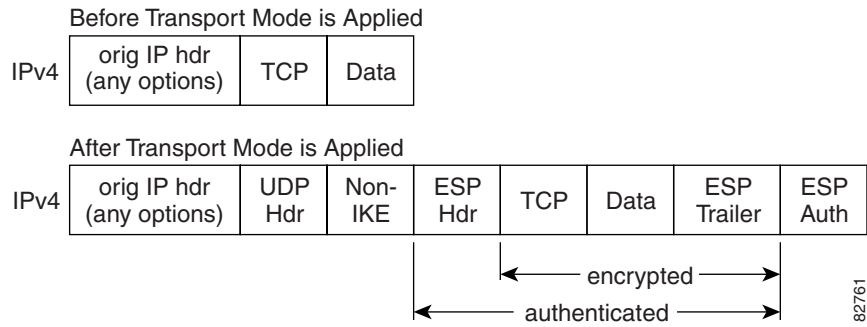 Before Transport Mode is Applied
IPv4
orig IP hdr
(any options)
TCP
Data
After Transport Mode is Applied
IPv4
orig IP hdr
(any options)
UDP
Hdr
Non-
IKE
ESP
Hdr
TCP
Data
ESP
Trailer
ESP
Auth
encrypted
authenticated
82761